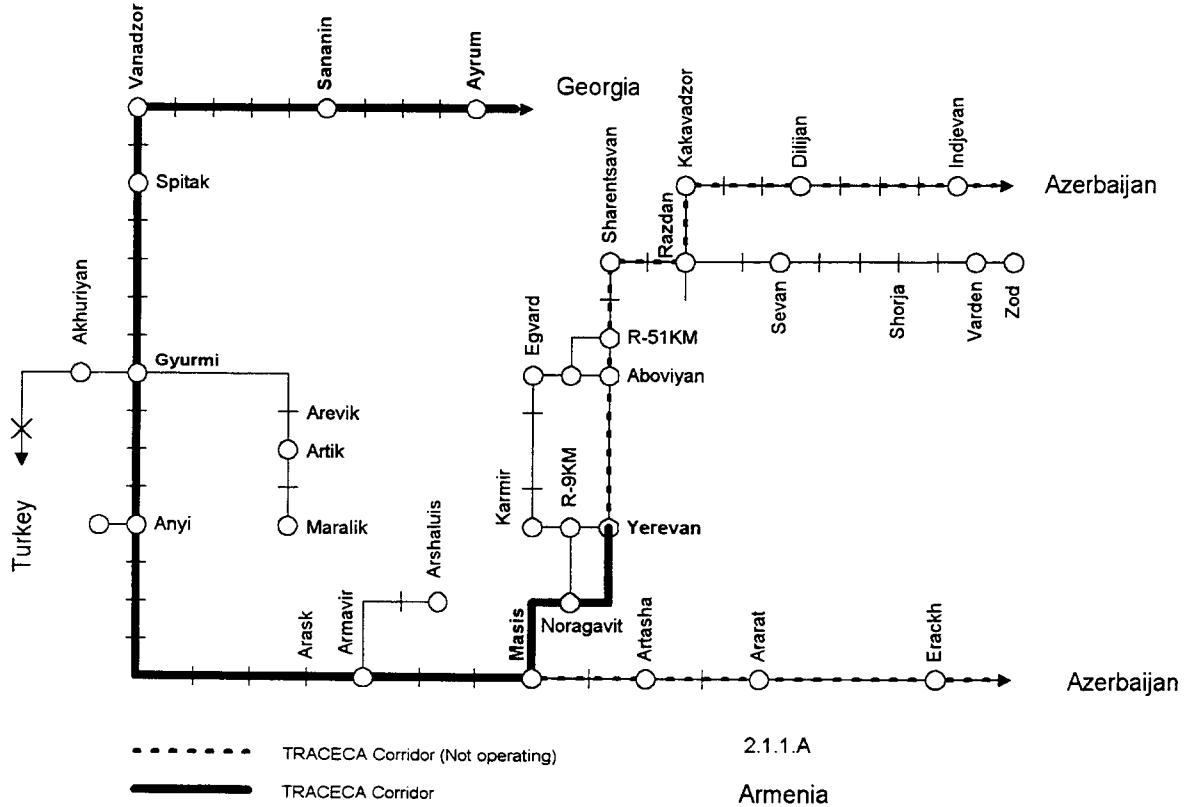 Vanadzor
Sananin
Ayrum
Georgia
Kakavadzor
Dilijan
Indjevan
Azerbaijan
Sharentsavan
Razdan
Spitak
Akhuriyan
Sevan
Shorja
Varden
Zod
Egvard
R-51KM
Gyurmi
Aboviyan
Arevik
Artik
Turkey
Anyi
Maralik
Karmir
R-9KM
Yerevan
Arshaluis
Arask
Armavir
Masis
Noragavit
Artasha
Ararat
Erackh
Azerbaijan
TRACECA Corridor (Not operating)
2.1.1.A
TRACECA Corridor
Armenia